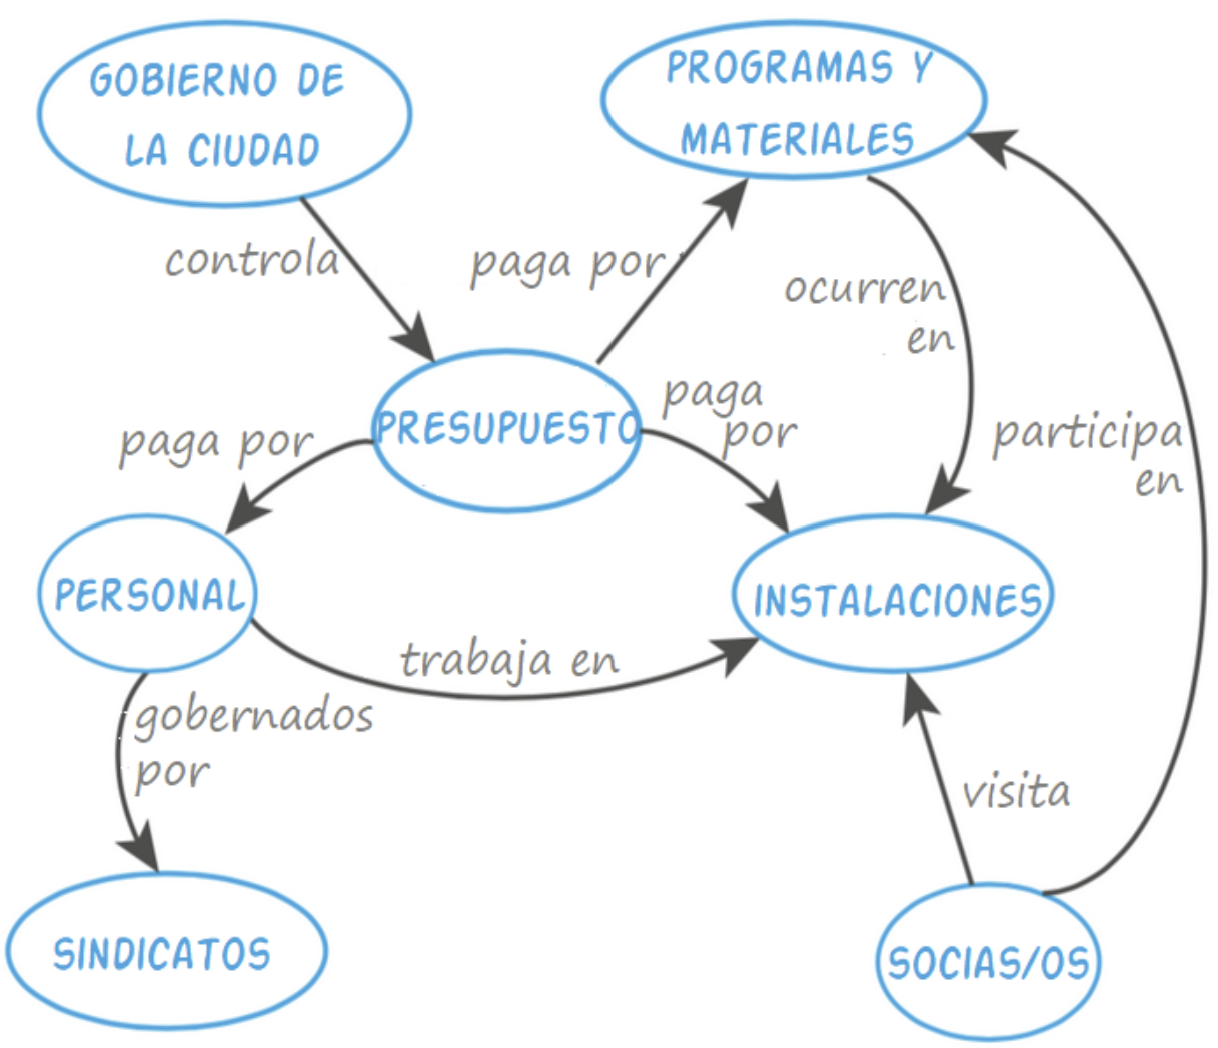 GOBIERNO DE
LA CIUDAD
PROGRAMAS Y
MATERIALES
controla
paga por
ocurren
en
PRESUPUESTO
paga
por
paga por
participa
en
PERSONAL
INSTALACIONES
trabaja en
gobernados
por
visita
SINDICATOS
SOCIAS/OS